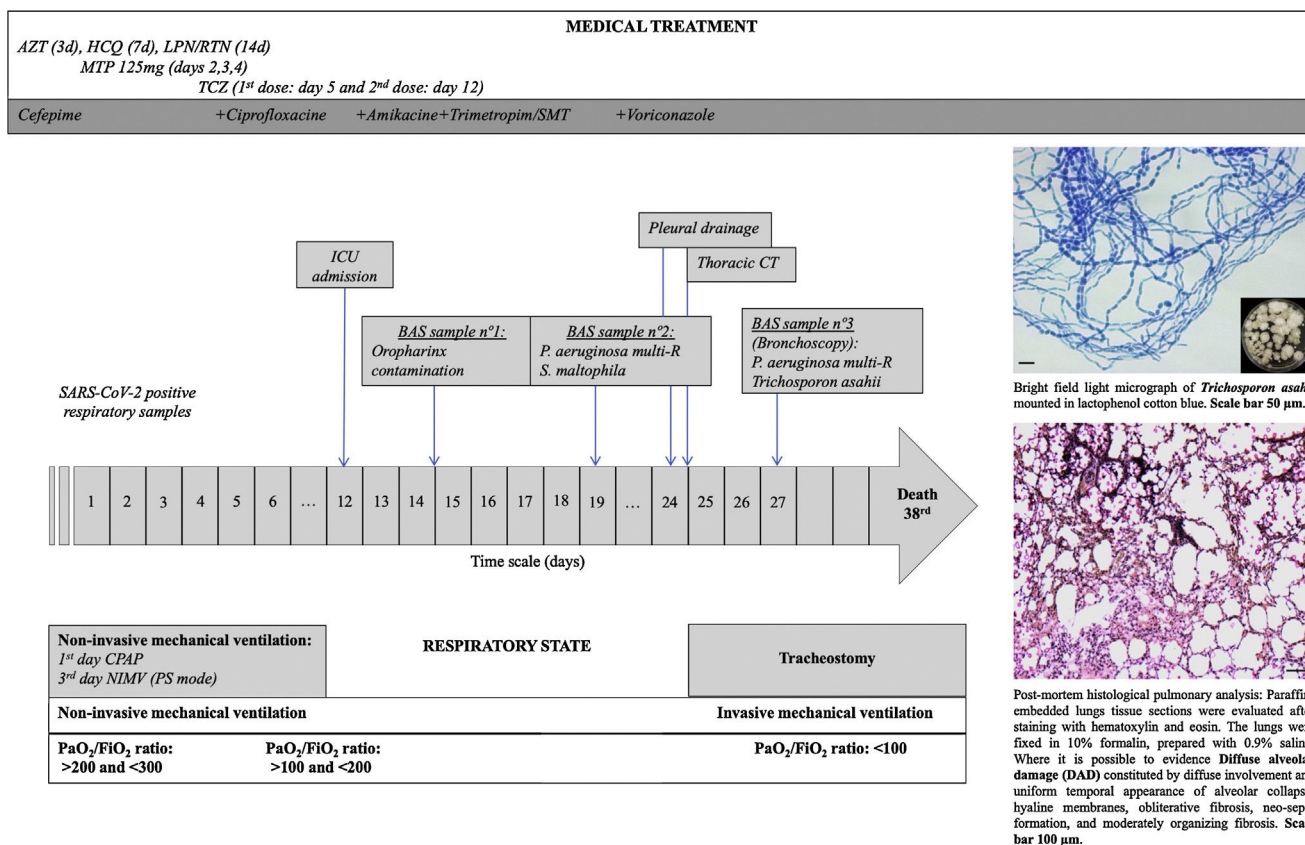 MEDICAL TREATMENT
AZT (3d), HCQ (7d), LPN/RTN (14d)
MTP 125mg (days 2,3,4)
TCZ (1st dose: day 5 and 2nd dose: day 12)
Cefepime +Ciprofloxacine +Amikacine+Trimetropim/SMT +Voriconazole
Pleural drainage
Thoracic CT
ICU
admission
BAS sample nº1:
Oropharinx
contamination
BAS sample nº2:
P. aeruginosa multi-R
S. maltophila
BAS sample nº3
(Bronchoscopy):
P. aeruginosa multi-R
Trichosporon asahii
SARS-CoV-2 positive
respiratory samples
1 2 3 4 5 6 … 12 13 14 15 16 17 18 19 … 24 25 26 27
Death
38rd
Time scale (days)
Non-invasive mechanical ventilation:
1st day CPAP
3rd day NIMV (PS mode)
RESPIRATORY STATE
Tracheostomy
Non-invasive mechanical ventilation
Invasive mechanical ventilation
PaO2/FiO2 ratio:
>200 and <300
PaO2/FiO2 ratio:
>100 and <200
PaO2/FiO2 ratio: <100
Bright field light micrograph of Trichosporon asah
mounted in lactophenol cotton blue. Scale bar 50 µm.
Post-mortem histological pulmonary analysis: Paraffin
embedded lungs tissue sections were evaluated afte
staining with hematoxylin and eosin. The lungs wer
fixed in 10% formalin, prepared with 0.9% salin
Where it is possible to evidence Diffuse alveola
damage (DAD) constituted by diffuse involvement an
uniform temporal appearance of alveolar collaps
hyaline membranes, obliterative fibrosis, neo-sep
formation, and moderately organizing fibrosis. Sca
bar 100 µm.